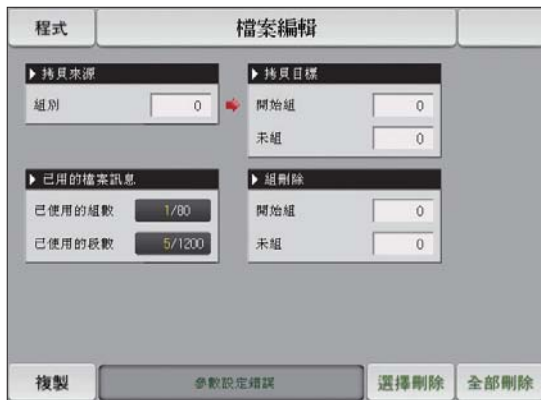 程式
檔案編輯
▶ 拷貝來源
組別 0
▶ 拷貝目標
開始組 0
未組 0
▶ 已用的檔案訊息
已使用的組數 1/80
已使用的段數 5/1200
▶ 組刪除
開始組 0
未組 0
複製
參數設定錯誤
選擇刪除
全部刪除